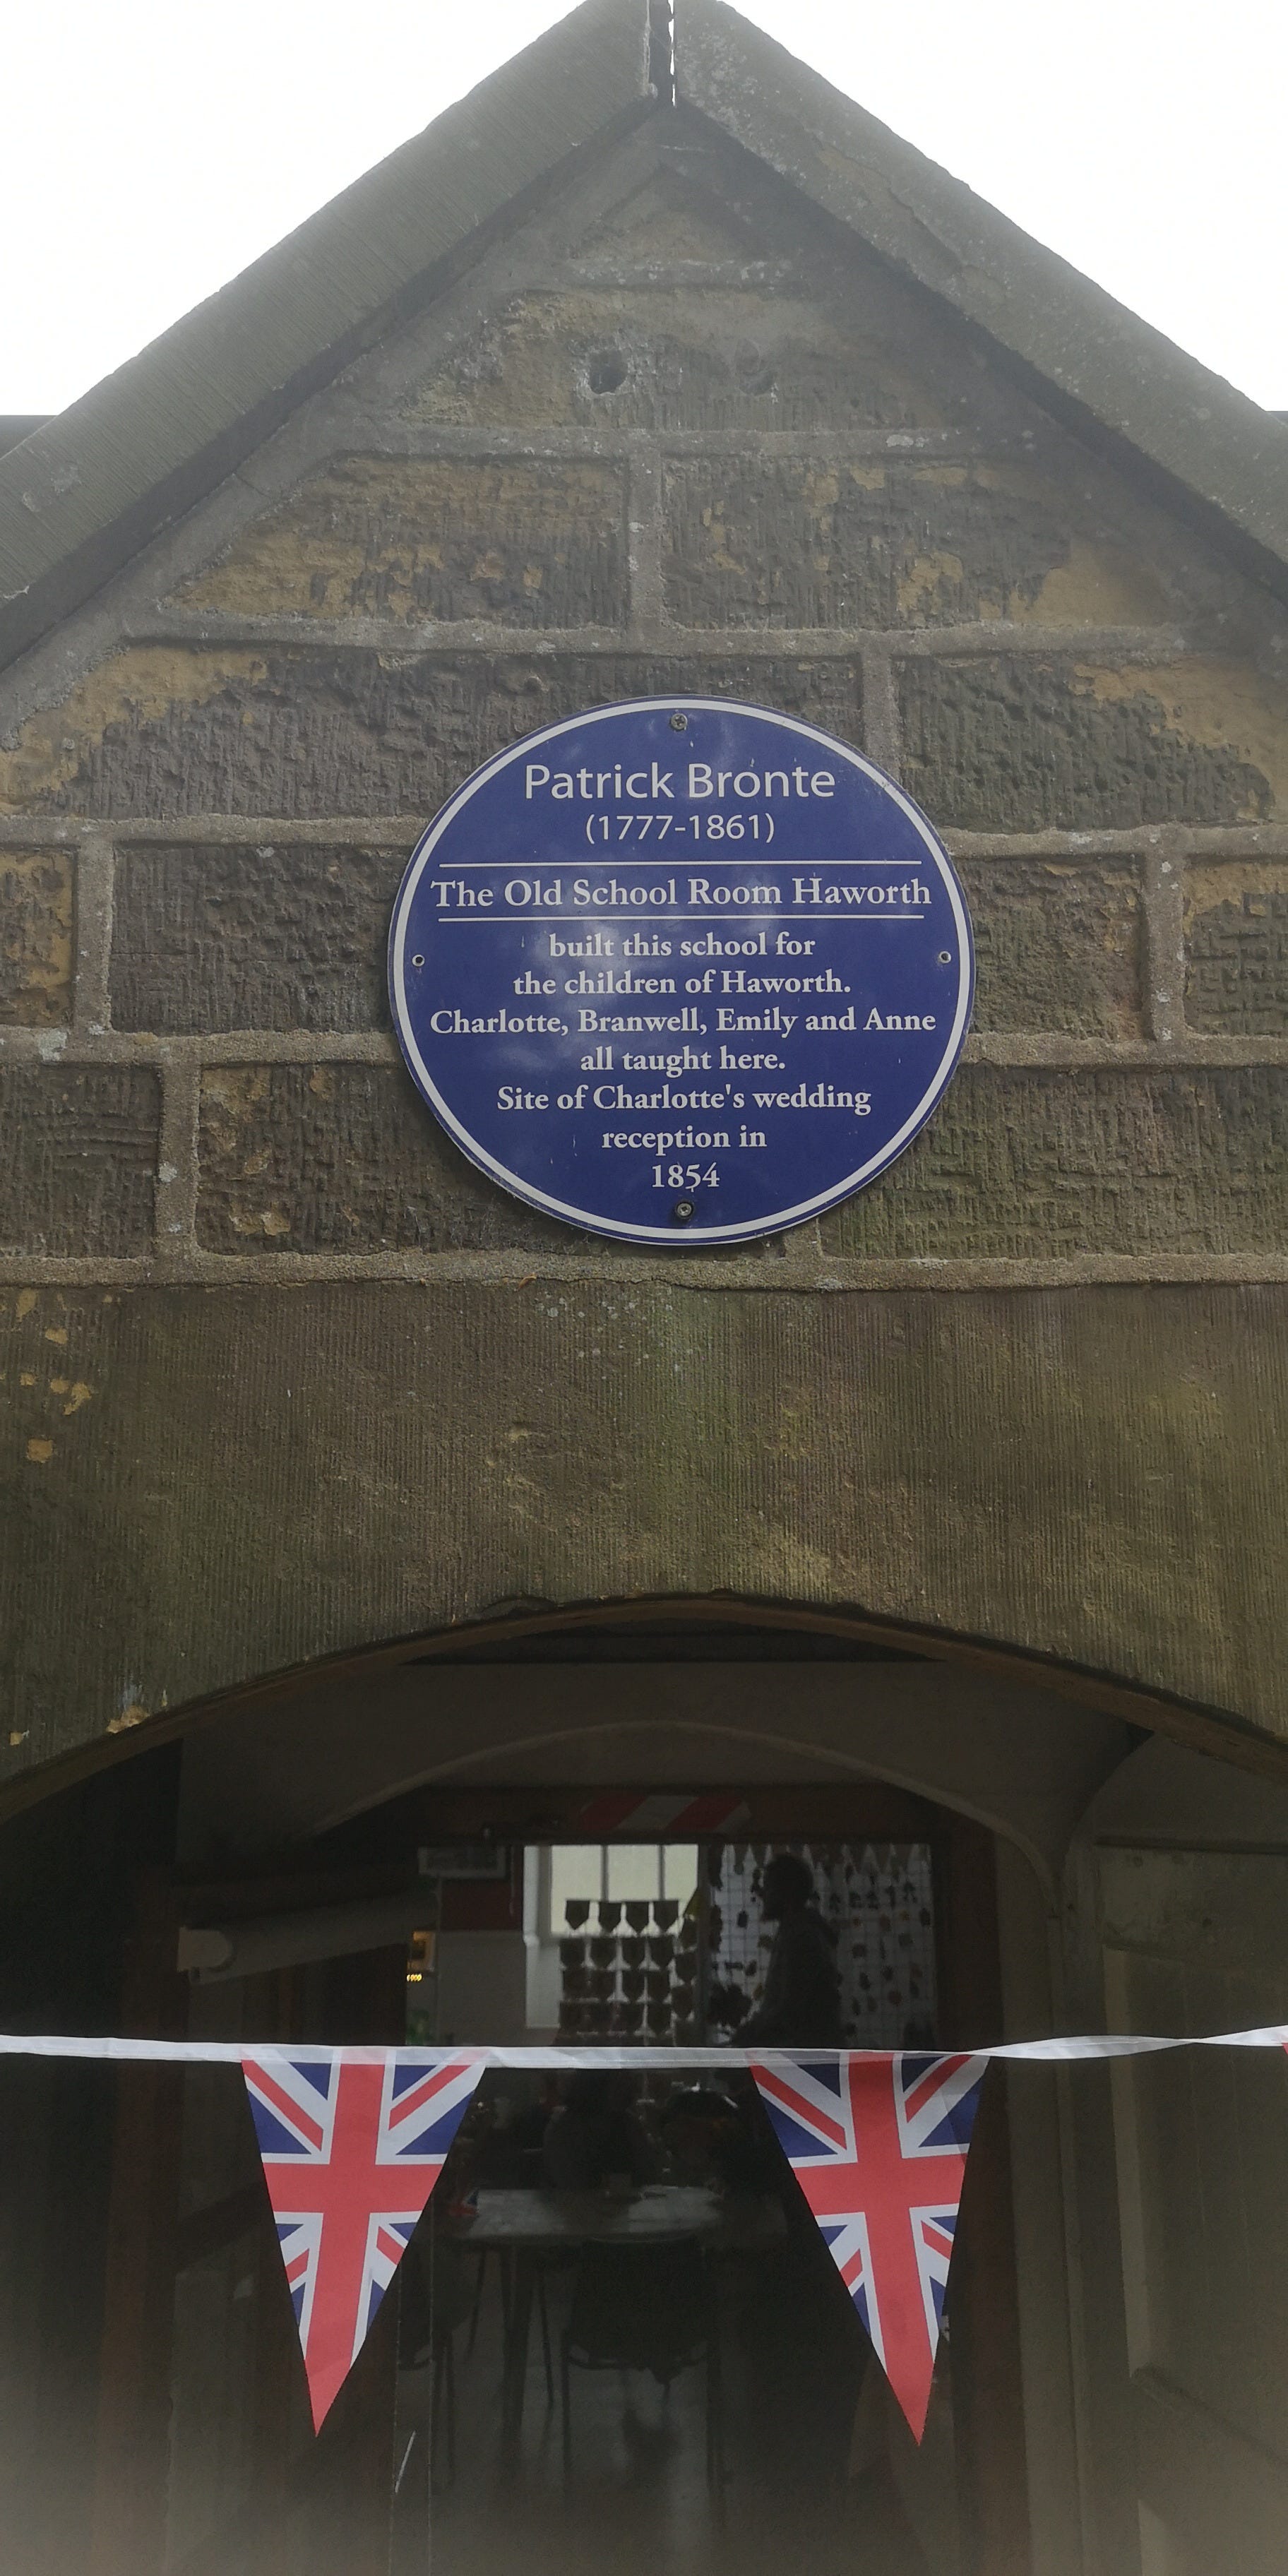 Patrick Bronte
(1777-1861)
The Old School Room Haworth
built this school for
the children of Haworth.
Charlotte, Branwell, Emily and Anne
all taught here.
Site of Charlotte's wedding
reception in
1854